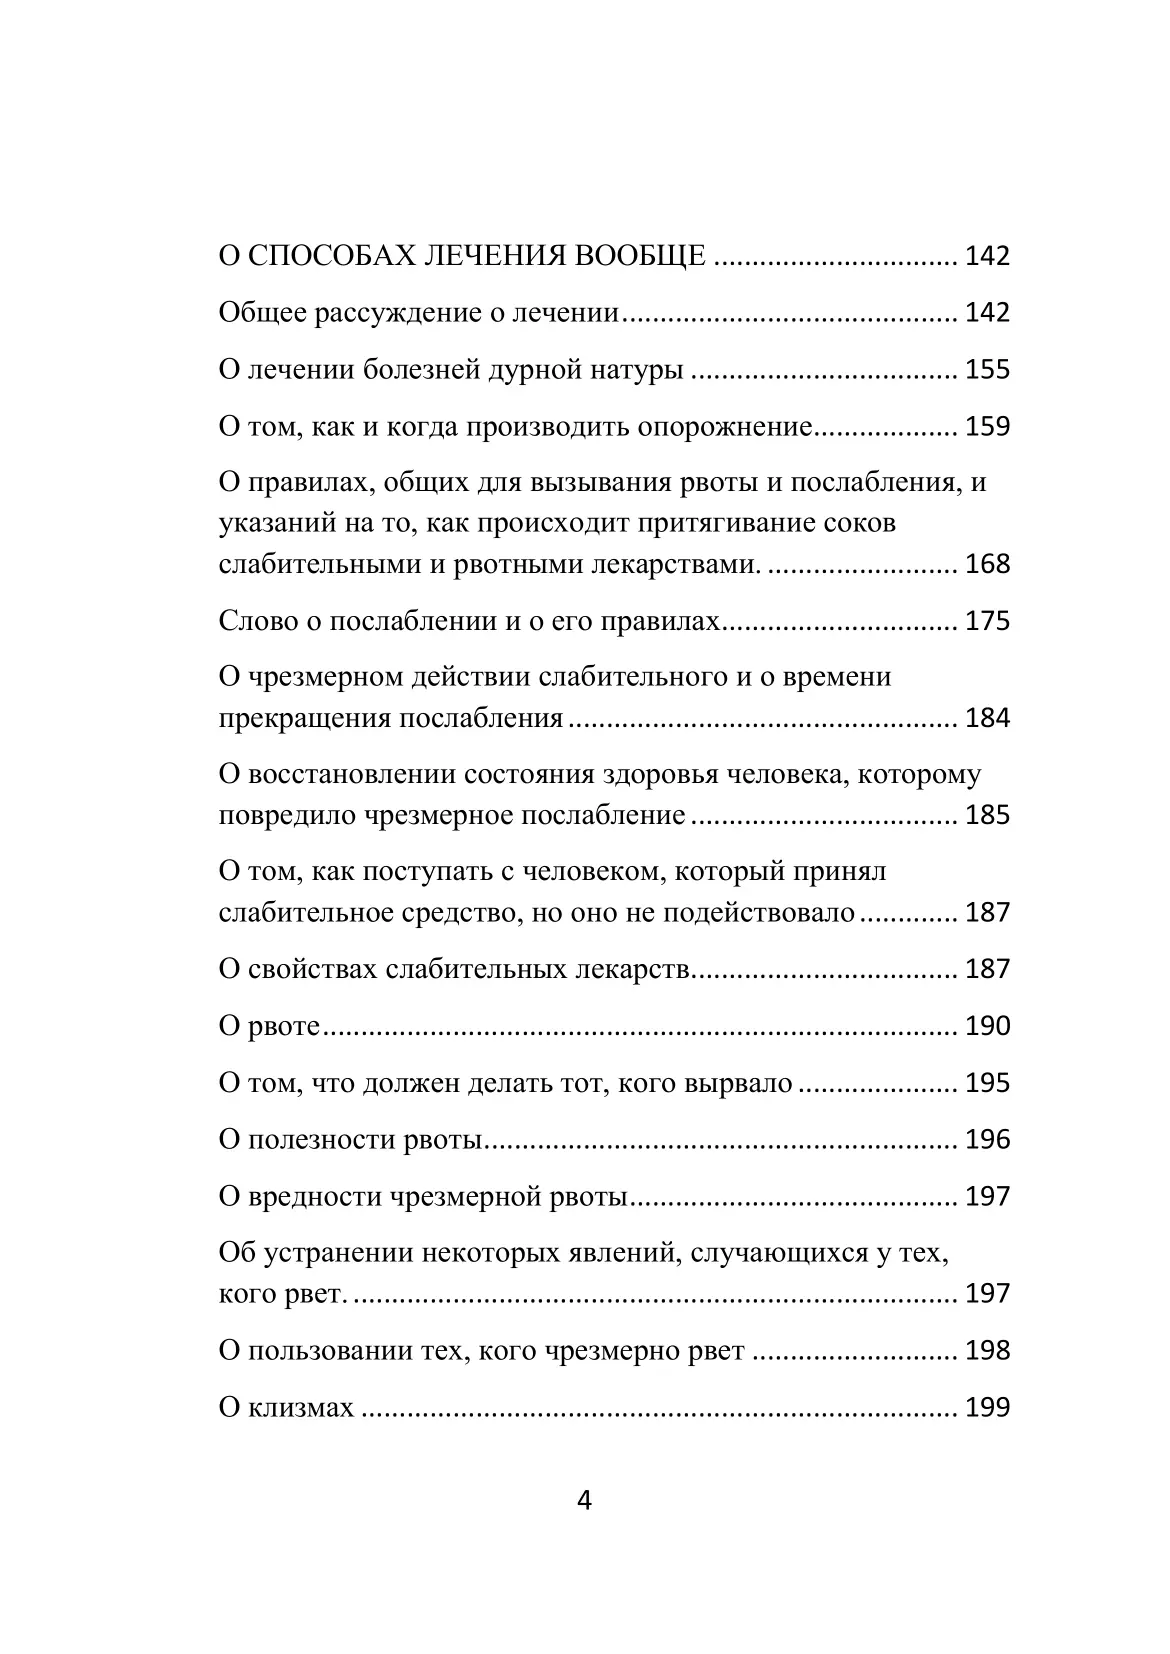 О СПОСОБАХ ЛЕЧЕНИЯ ВООБЩЕ ................................ 142
Общее рассуждение о лечении............................................ 142
О лечении болезней дурной натуры ................................... 155
О том, как и когда производить опорожнение................... 159
О правилах, общих для вызывания рвоты и послабления, и
указаний на то, как происходит притягивание соков
слабительными и рвотными лекарствами. ......................... 168
Слово о послаблении и о его правилах............................... 175
О чрезмерном действии слабительного и о времени
прекращения послабления ................................................... 184
О восстановлении состояния здоровья человека, которому
повредило чрезмерное послабление ................................... 185
О том, как поступать с человеком, который принял
слабительное средство, но оно не подействовало ............. 187
О свойствах слабительных лекарств................................... 187
О рвоте................................................................................... 190
О том, что должен делать тот, кого вырвало ..................... 195
О полезности рвоты.............................................................. 196
О вредности чрезмерной рвоты........................................... 197
Об устранении некоторых явлений, случающихся у тех,
кого рвет. ............................................................................... 197
О пользовании тех, кого чрезмерно рвет ........................... 198
О клизмах .............................................................................. 199
4